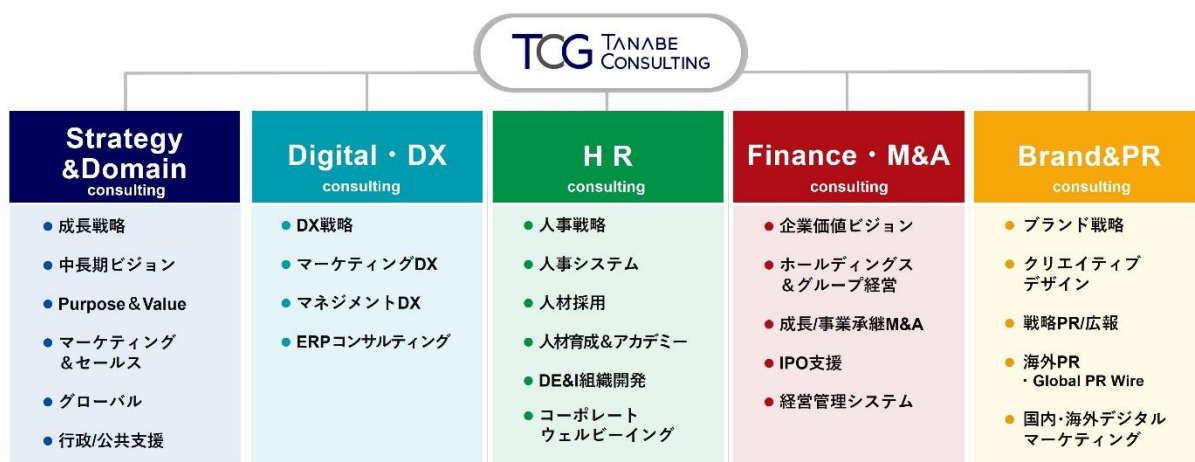 TCG TANABE
CONSULTING
Strategy
&Domain
consulting
● 成長戦略
● 中長期ビジョン
● Purpose＆Value
● マーケティング
＆セールス
● グローバル
● 行政/公共支援
Digital・DX
consulting
● DX戦略
● マーケティングDX
● マネジメントDX
● ERPコンサルティング
HR
consulting
● 人事戦略
● 人事システム
● 人材採用
● 人材育成＆アカデミー
● DE&I組織開発
● コーポレート
ウェルビーイング
Finance・M&A
consulting
● 企業価値ビジョン
● ホールディングス
＆グループ経営
● 成長/事業承継M&A
● IPO支援
● 経営管理システム
Brand&PR
consulting
● ブランド戦略
● クリエイティブ
デザイン
● 戦略PR/広報
● 海外PR
・Global PR Wire
● 国内・海外デジタル
マーケティング